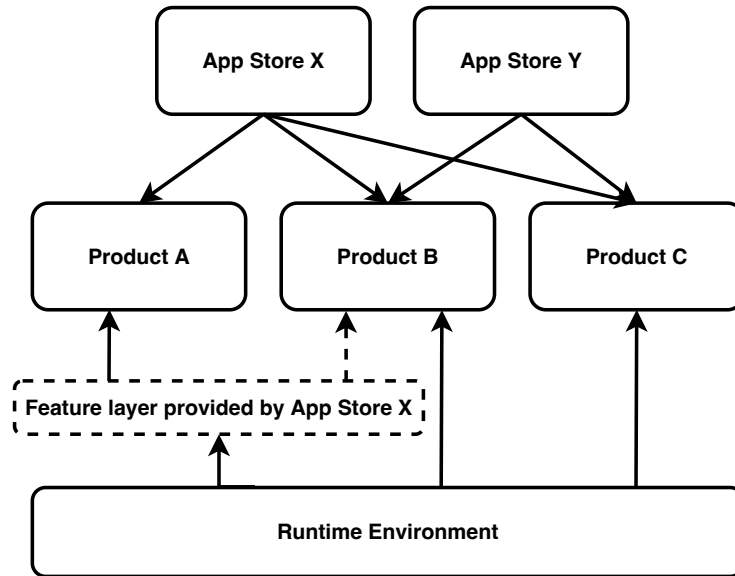 App Store X
App Store Y
Product A
Product B
Product C
Feature layer provided by App Store X
Runtime Environment